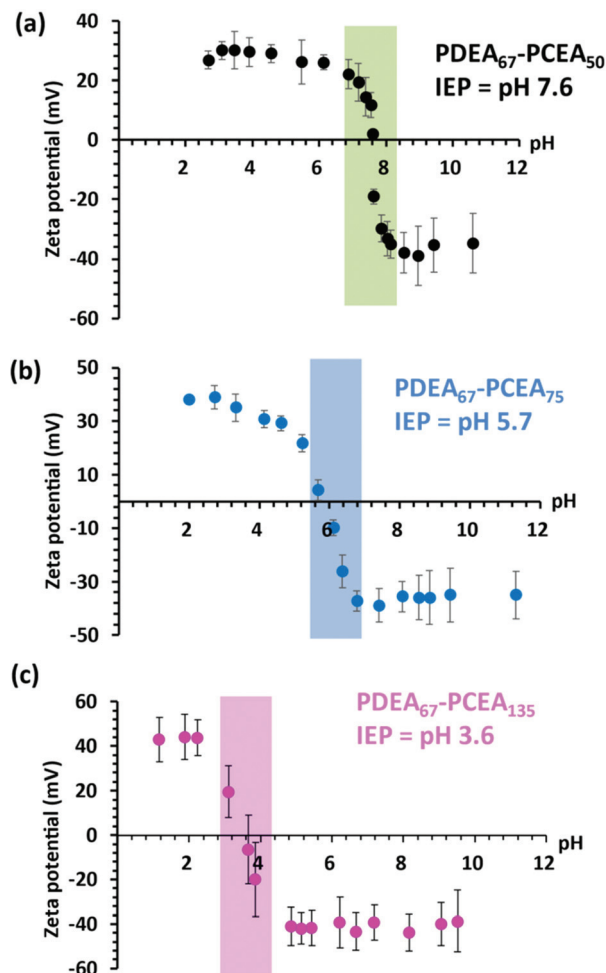 (a)
PDEA67-PCEA50
IEP = pH 7.6
Zeta potential (mV)
40
20
0
-20
-40
-60
2
4
6
8
10
12
pH
(b)
PDEA67-PCEA75
IEP = pH 5.7
Zeta potential (mV)
50
30
10
-10
-30
-50
2
4
6
8
10
12
pH
(c)
PDEA67-PCEA135
IEP = pH 3.6
Zeta potential (mV)
60
40
20
0
-20
-40
-60
2
4
6
8
10
12
pH